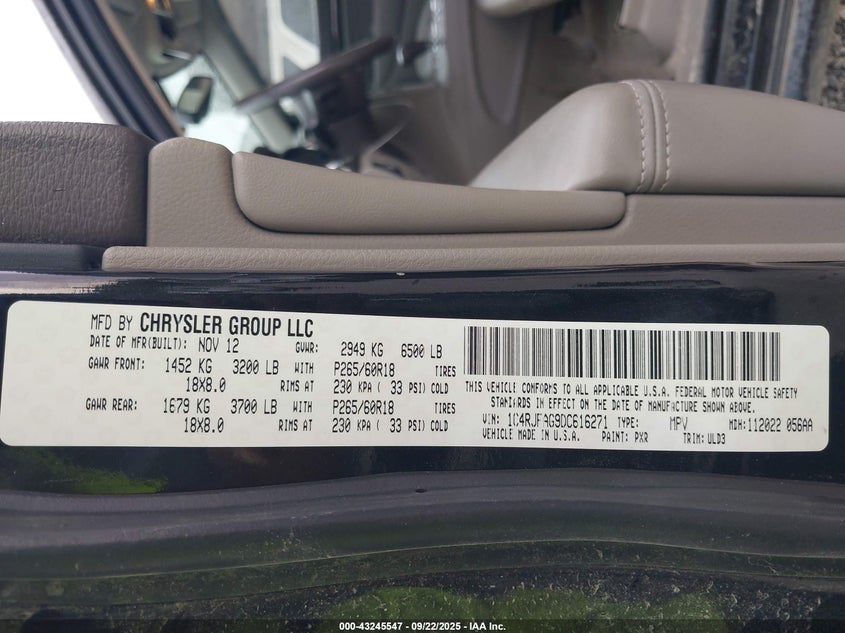 MFD BY CHRYSLER GROUP LLC
DATE OF MFR(BUILT): NOV 12 GVWR: 2949 KG 6500 LB
GAWR FRONT: 1452 KG 3200 LB WITH P265/60R18 TIRES
18X8.0 RIMS AT 230 KPA ( 33 PSI) COLD
GAWR REAR: 1679 KG 3700 LB WITH P265/60R18 TIRES
18X8.0 RIMS AT 230 KPA ( 33 PSI) COLD
THIS VEHICLE CONFORMS TO ALL APPLICABLE U.S.A. FEDERAL MOTOR VEHICLE SAFETY
STANDARDS IN EFFECT ON THE DATE OF MANUFACTURE SHOWN ABOVE.
VIN: 1C4RJFAG9DC616271 TYPE: MPV MDH: 112022 056AA
VEHICLE MADE IN U.S.A. PAINT: PXR TRIM: ULD3
000-43245547 - 09/22/2025 - IAA Inc.